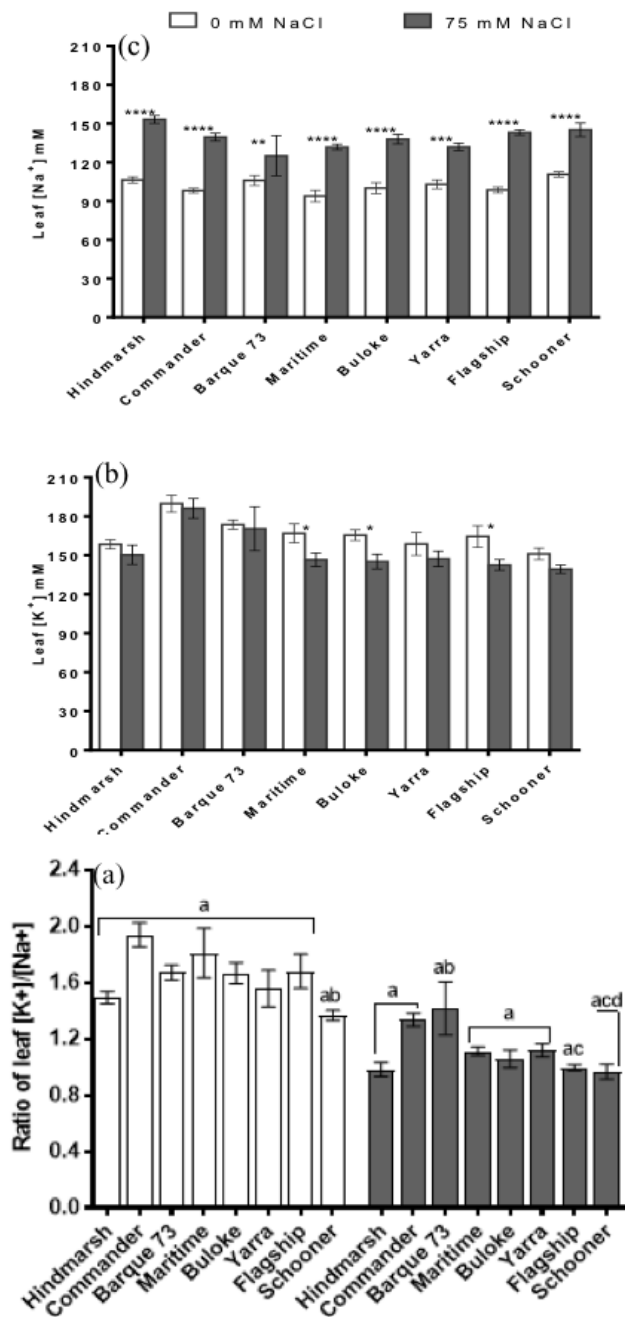 0 mM NaCl 75 mM NaCl
(c)
Leaf [Na+] mM
210
180
150
120
90
60
30
0
**** **** ** **** **** *** **** ****
Hindmarsh Commander Barque 73 Maritime Buloke Yarra Flagship Schooner
(b)
Leaf [K+] mM
210
180
150
120
90
60
30
0
* * *
Hindmarsh Commander Barque 73 Maritime Buloke Yarra Flagship Schooner
(a)
Ratio of leaf [K+]/[Na+]
2.4
2.0
1.6
1.2
0.8
0.4
0.0
a ab a ab a ac acd
Hindmarsh Commander Barque 73 Maritime Buloke Yarra Flagship Schooner Hindmarsh Commander Barque 73 Maritime Buloke Yarra Flagship Schooner